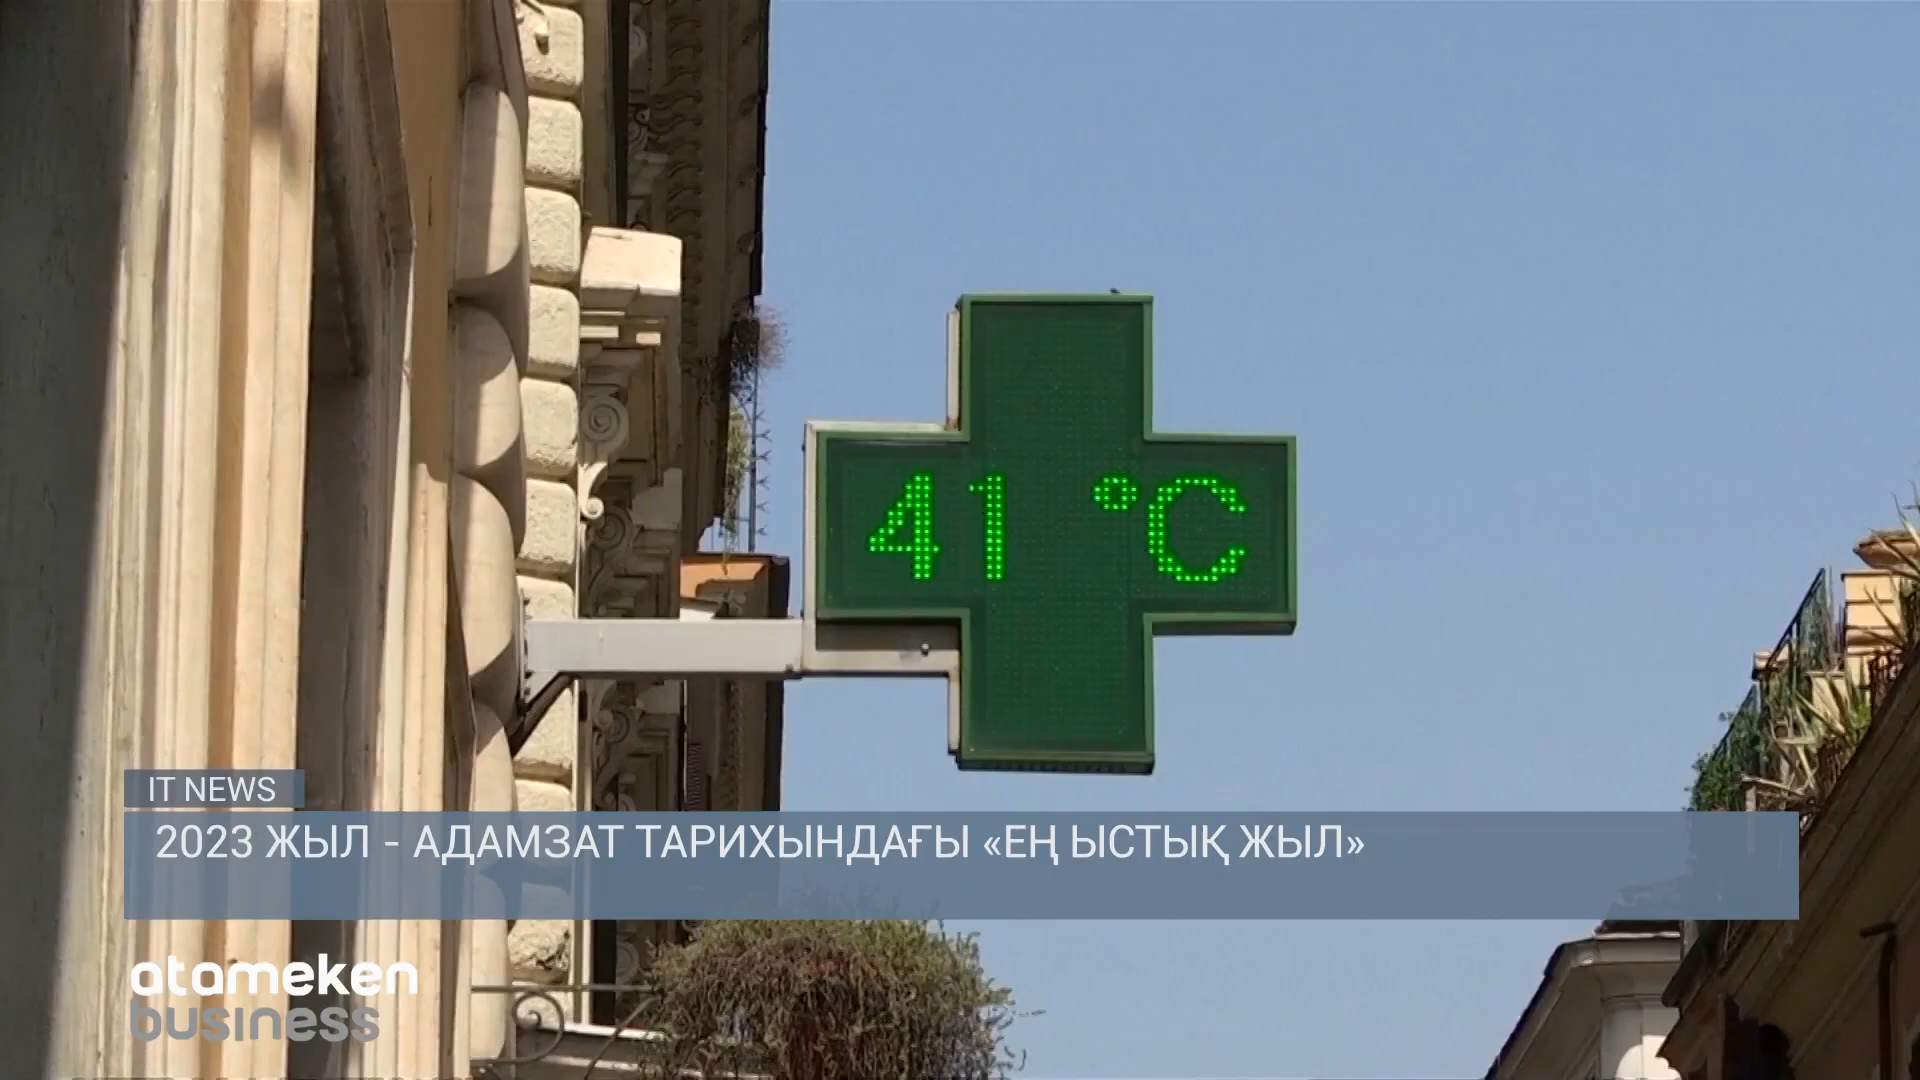 41 °C
IT NEWS
2023 ЖЫЛ - АДАМЗАТ ТАРИХЫНДАҒЫ «ЕҢ ЫСТЫҚ ЖЫЛ»
atameken
business